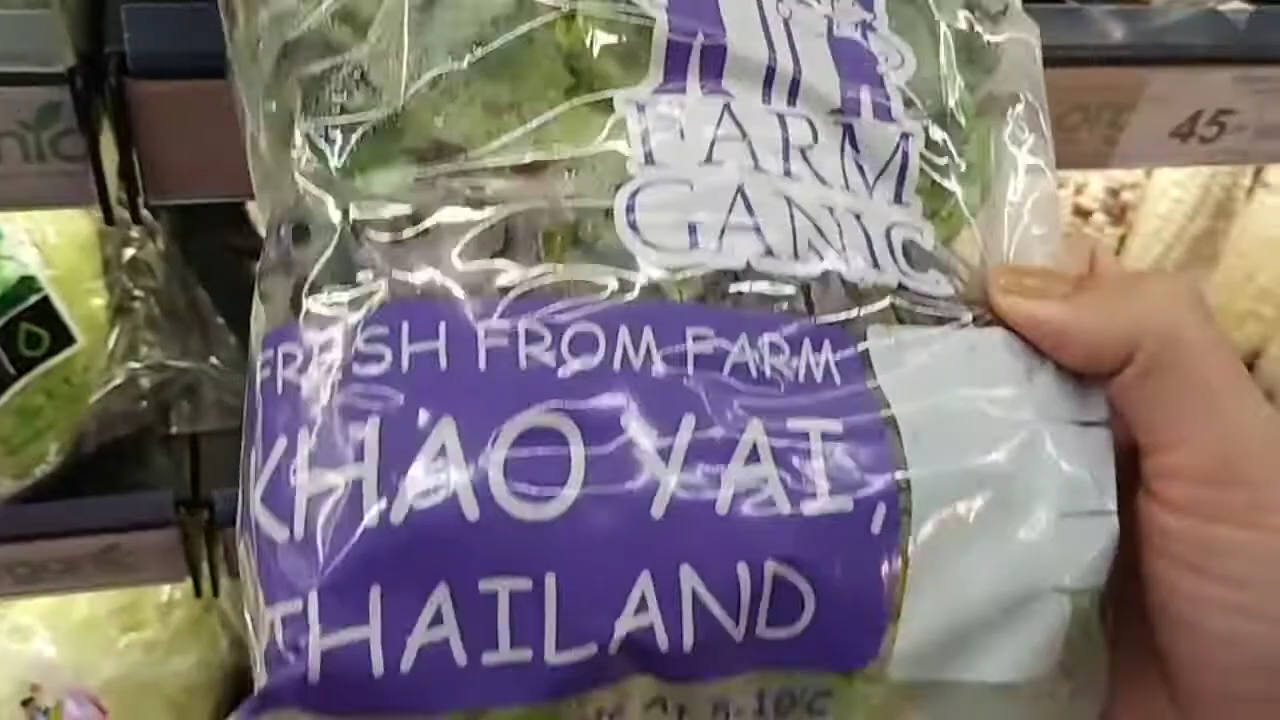 FARM
GANIC
45
FRESH FROM FARM
KHAO YAI,
THAILAND